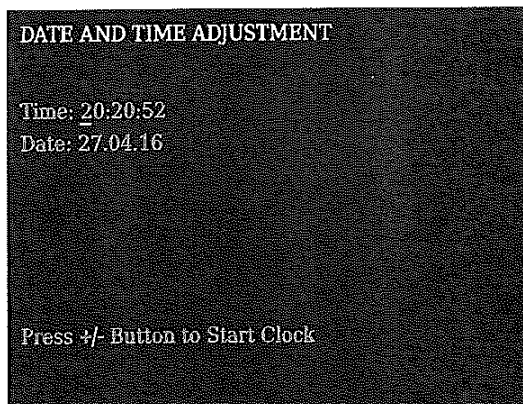 DATE AND TIME ADJUSTMENT
Time: 20:20:52
Date: 27.04.16
Press +/- Button to Start Clock